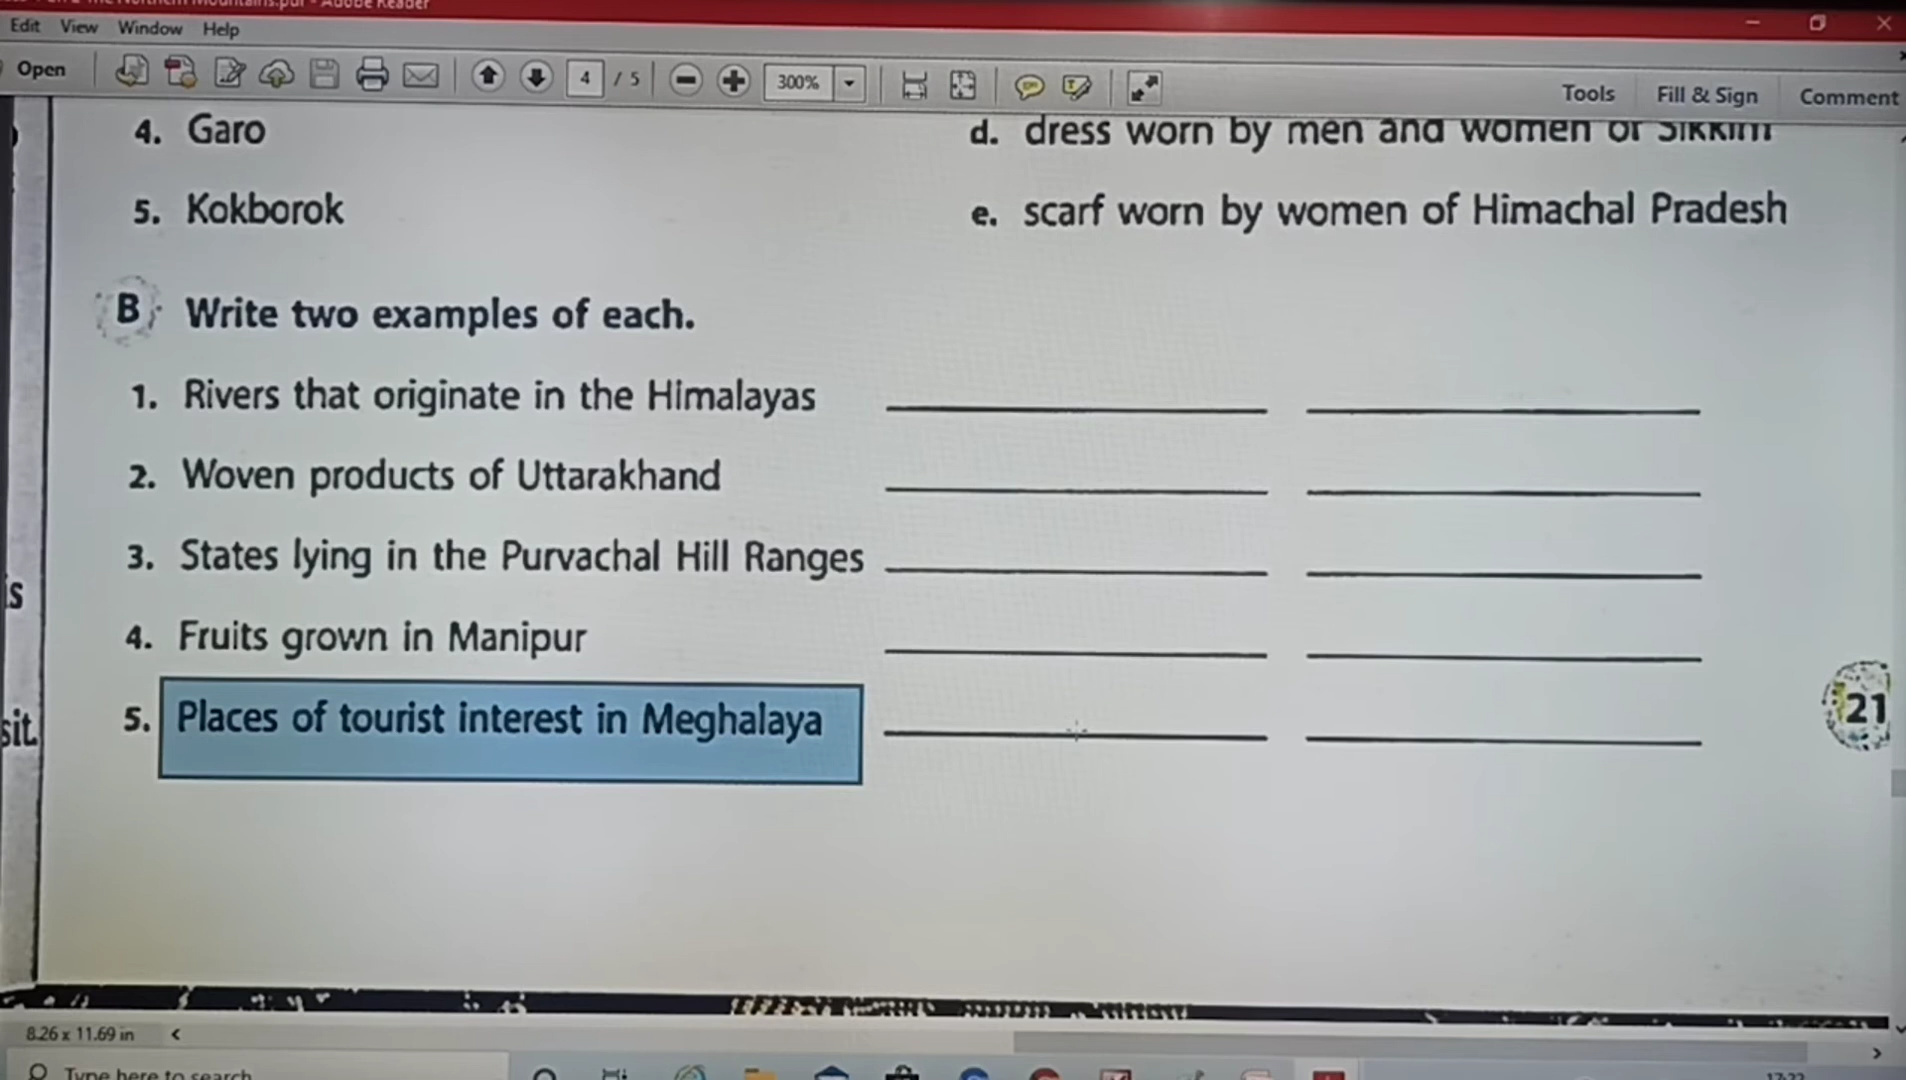 Edit View Window Help
Open 4 / 5 300% Tools Fill & Sign Comment
4. Garo d. dress worn by men and women of Sikkim
5. Kokborok e. scarf worn by women of Himachal Pradesh
B Write two examples of each.
1. Rivers that originate in the Himalayas
2. Woven products of Uttarakhand
3. States lying in the Purvachal Hill Ranges
4. Fruits grown in Manipur
5. Places of tourist interest in Meghalaya
21
sit.
8.26 x 11.69 in
Type here to search